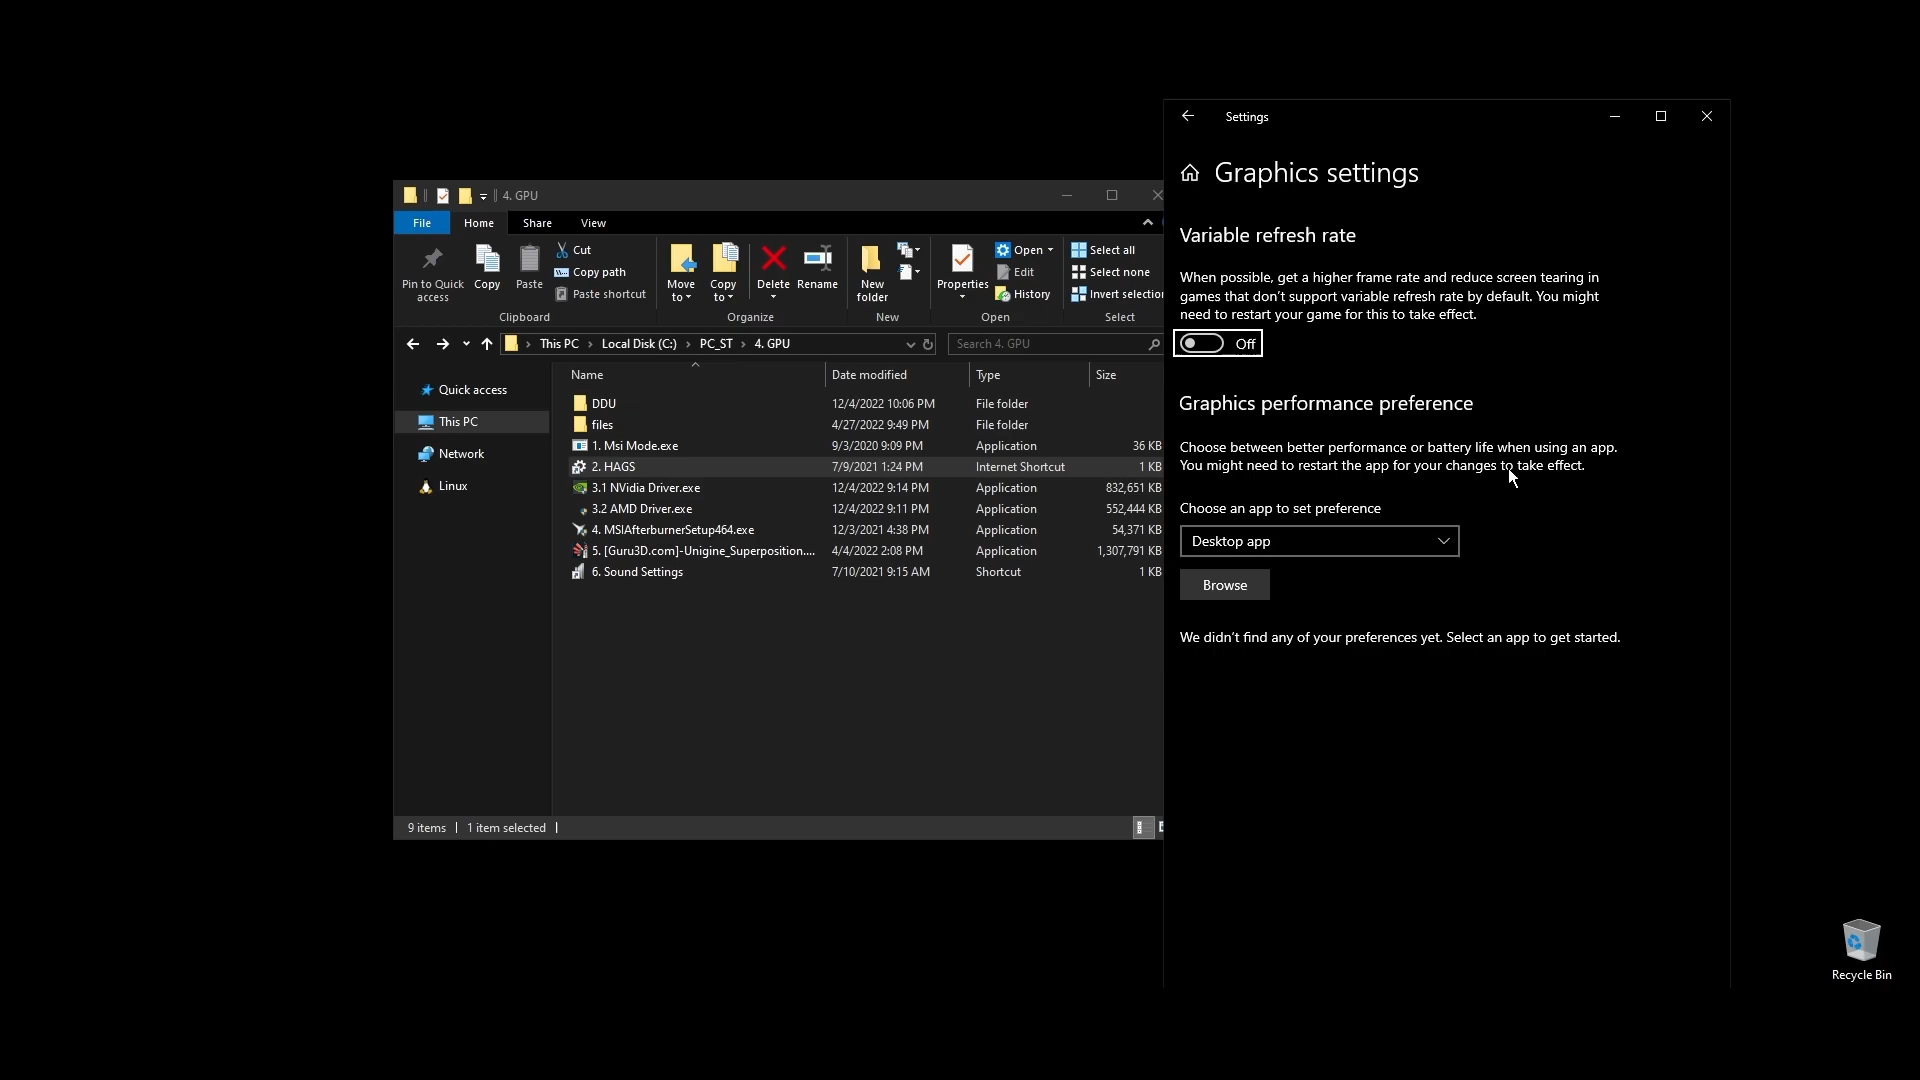 4. GPU
File Home Share View
Pin to Quick access
Copy
Paste
Cut
Copy path
Paste shortcut
Clipboard
Move to
Copy to
Delete
Rename
Organize
New folder
New
Properties
Open
Edit
History
Open
Select all
Select none
Invert selection
Select
This PC Local Disk (C:) PC_ST 4. GPU
Search 4. GPU
Quick access
This PC
Network
Linux
Name Date modified Type Size
DDU 12/4/2022 10:06 PM File folder
files 4/27/2022 9:49 PM File folder
1. Msi Mode.exe 9/3/2020 9:09 PM Application 36 KB
2. HAGS 7/9/2021 1:24 PM Internet Shortcut 1 KB
3.1 NVidia Driver.exe 12/4/2022 9:14 PM Application 832,651 KB
3.2 AMD Driver.exe 12/4/2022 9:11 PM Application 552,444 KB
4. MSIAfterburnerSetup464.exe 12/3/2021 4:38 PM Application 54,371 KB
5. [Guru3D.com]-Unigine_Superposition.... 4/4/2022 2:08 PM Application 1,307,791 KB
6. Sound Settings 7/10/2021 9:15 AM Shortcut 1 KB
9 items 1 item selected
Settings
Graphics settings
Variable refresh rate
When possible, get a higher frame rate and reduce screen tearing in
games that don't support variable refresh rate by default. You might
need to restart your game for this to take effect.
Off
Graphics performance preference
Choose between better performance or battery life when using an app.
You might need to restart the app for your changes to take effect.
Choose an app to set preference
Desktop app
Browse
We didn't find any of your preferences yet. Select an app to get started.
Recycle Bin